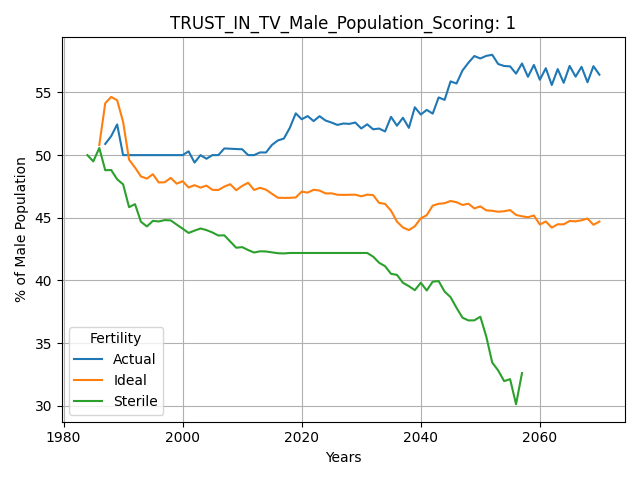 TRUST_IN_TV_Male_Population_Scoring: 1
% of Male Population
55
50
45
40
35
30
Fertility
Actual
Ideal
Sterile
1980
2000
2020
2040
2060
Years